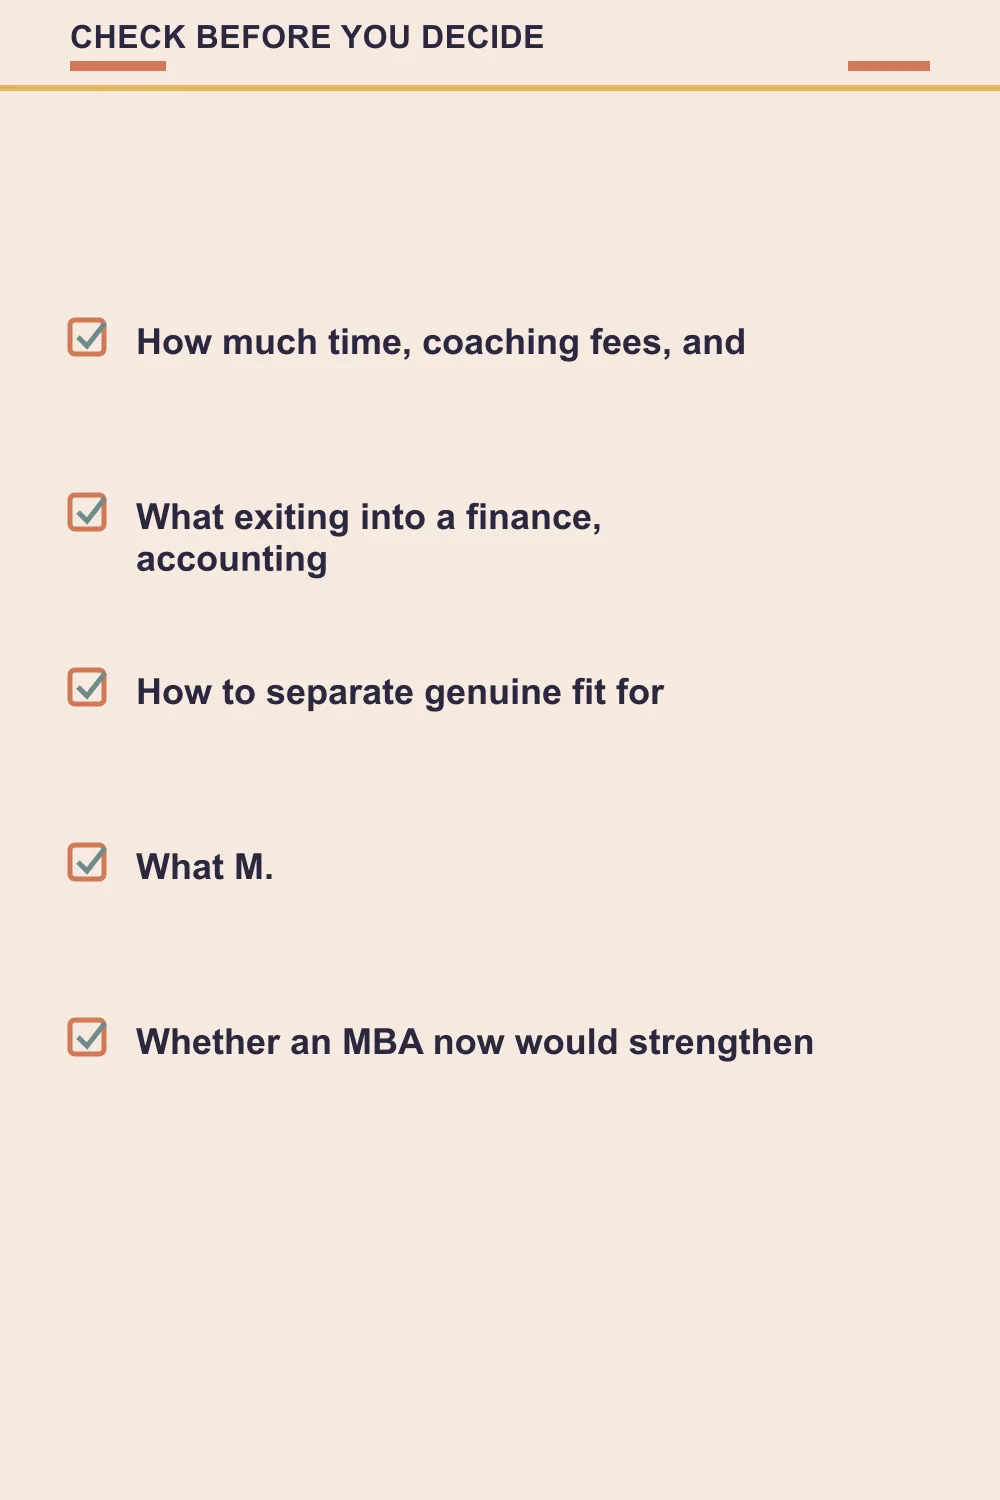 CHECK BEFORE YOU DECIDE
How much time, coaching fees, and
What exiting into a finance,
accounting
How to separate genuine fit for
What M.
Whether an MBA now would strengthen